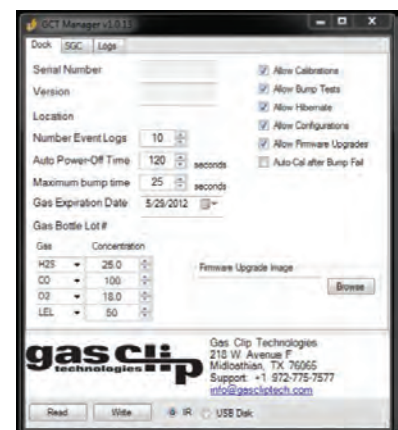 GCT Manager v1.0.13
Dock SGC Logs
Serial Number
Allow Calibrations
Version
Allow Bump Tests
Allow Hibernate
Location
Allow Configurations
Number Event Logs 10
Allow Firmware Upgrades
Auto Power-Off Time 120 seconds
Auto-Cal after Bump Fail
Maximum bump time 25 seconds
Gas Expiration Date 5/29/2012
Gas Bottle Lot#
Gas Concentration
H2S 25.0
Firmware Upgrade Image
CO 100
Browse
O2 18.0
LEL 50
gas clip
technologies
Gas Clip Technologies
218 W. Avenue F
Midloathian, TX 76065
Support: +1 972-775-7577
info@gascliptech.com
Read Write IR USB Disk